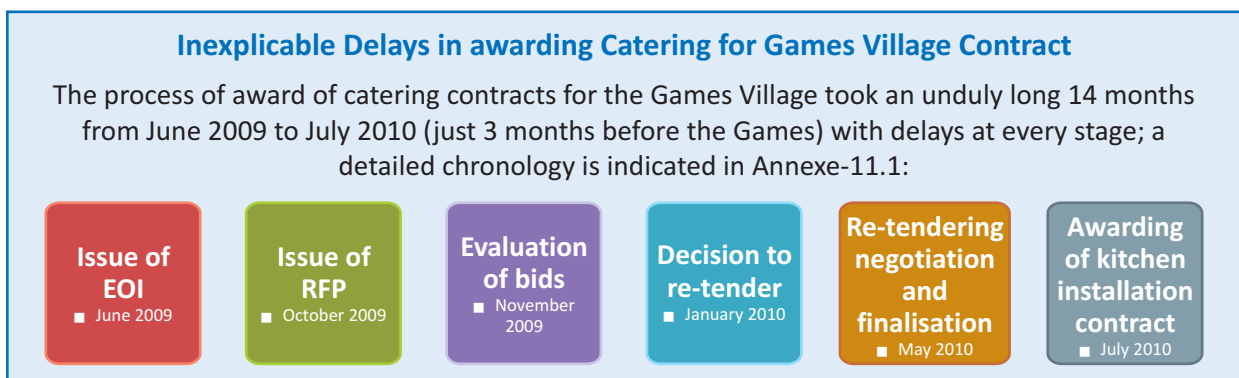 Inexplicable Delays in awarding Catering for Games Village Contract
The process of award of catering contracts for the Games Village took an unduly long 14 months
from June 2009 to July 2010 (just 3 months before the Games) with delays at every stage; a
detailed chronology is indicated in Annexe-11.1:
Issue of
EOI
■ June 2009
Issue of
RFP
■ October 2009
Evaluation
of bids
■ November
2009
Decision to
re-tender
■ January 2010
Re-tendering
negotiation
and
finalisation
■ May 2010
Awarding
of kitchen
installation
contract
■ July 2010